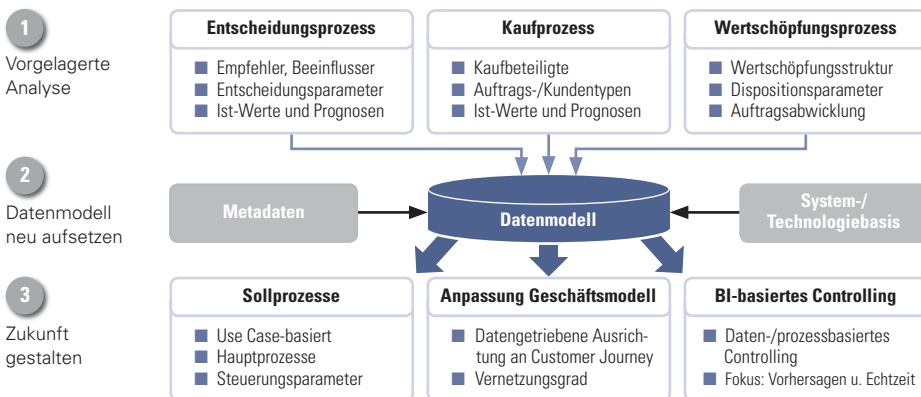 1
Vorgelagerte
Analyse
Entscheidungsprozess
Empfehler, Beeinflusser
Entscheidungsparameter
Ist-Werte und Prognosen
Kaufprozess
Kaufbeteiligte
Auftrags-/Kundentypen
Ist-Werte und Prognosen
Wertschöpfungsprozess
Wertschöpfungsstruktur
Dispositionsparameter
Auftragsabwicklung
2
Datenmodell
neu aufsetzen
Metadaten
Datenmodell
System-/
Technologiebasis
3
Zukunft
gestalten
Sollprozesse
Use Case-basiert
Hauptprozesse
Steuerungsparameter
Anpassung Geschäftsmodell
Datengetriebene Ausrich-
tung an Customer Journey
Vernetzungsgrad
BI-basiertes Controlling
Daten-/prozessbasiertes
Controlling
Fokus: Vorhersagen u. Echtzeit